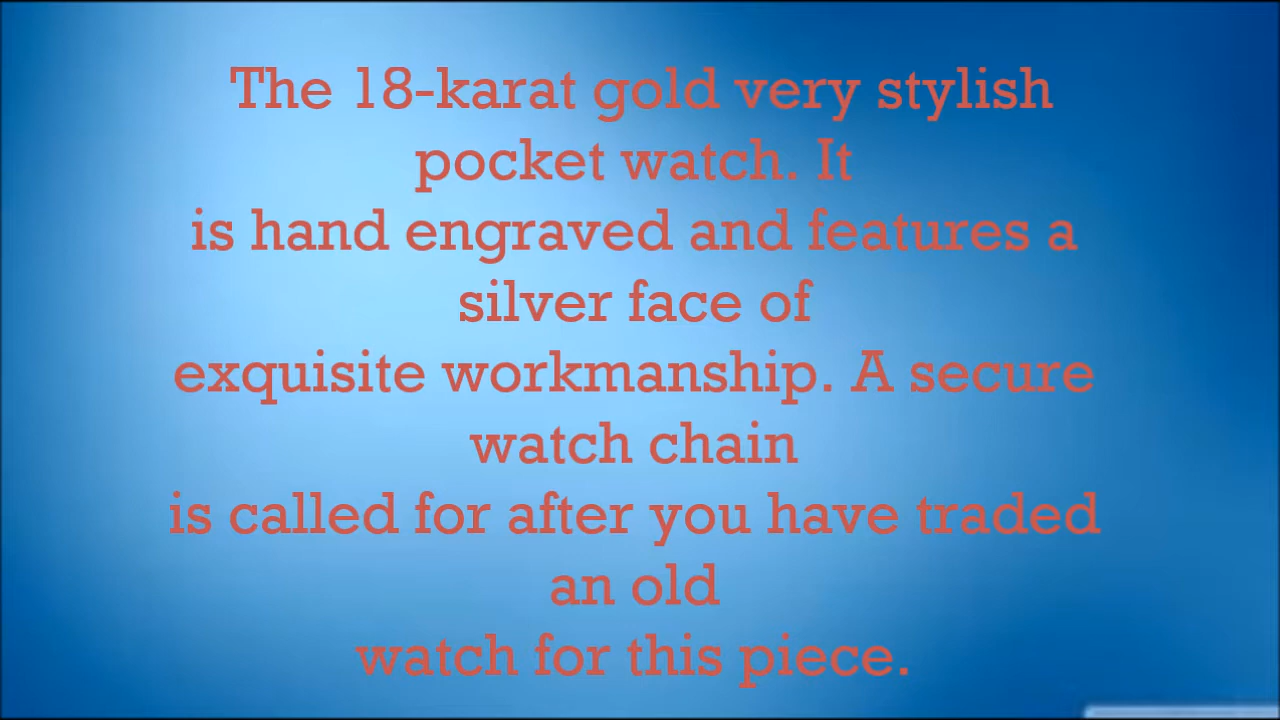 The 18-karat gold very stylish
pocket watch. It
is hand engraved and features a
silver face of
exquisite workmanship. A secure
watch chain
is called for after you have traded
an old
watch for this piece.